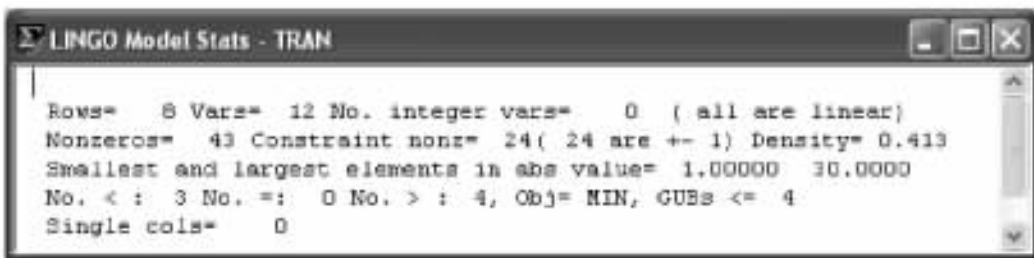 LINGO Model Stats - TRAN
Rows= 8 Vars= 12 No. integer vars= 0 ( all are linear)
Nonzeros= 43 Constraint nonz= 24( 24 are +- 1) Density= 0.413
Smallest and largest elements in abs value= 1.00000 30.0000
No. < : 3 No. =: 0 No. > : 4, Obj= MIN, GUBs <= 4
Single cols= 0